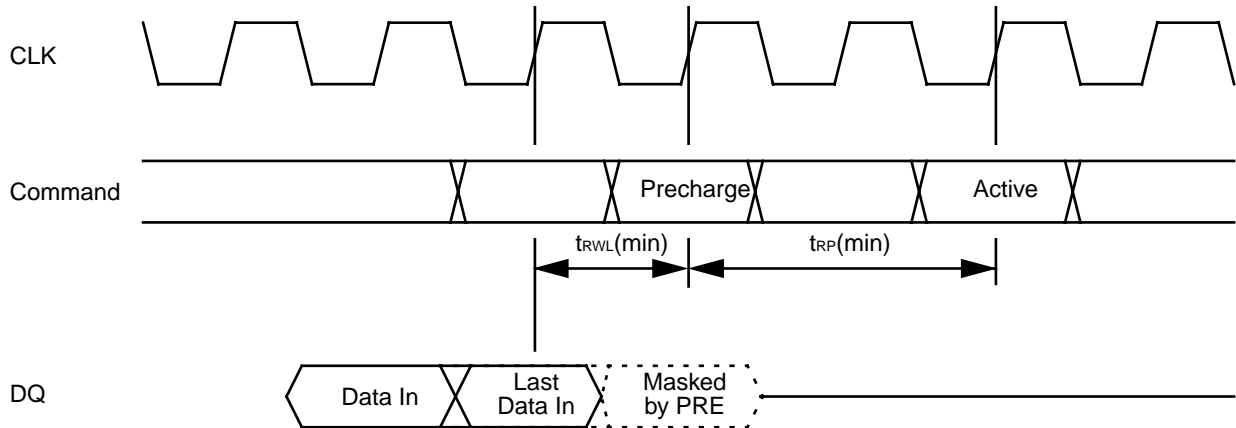 CLK
Command
Precharge
Active
tRWL(min)
tRP(min)
DQ
Data In
Last
Data In
Masked
by PRE